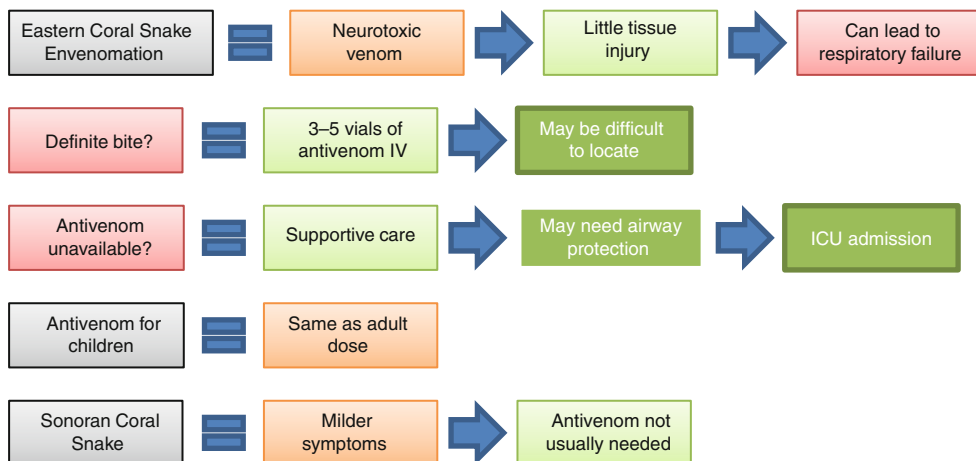 Eastern Coral Snake
Envenomation
Neurotoxic
venom
Little tissue
injury
Can lead to
respiratory failure
Definite bite?
3–5 vials of
antivenom IV
May be difficult
to locate
Antivenom
unavailable?
Supportive care
May need airway
protection
ICU admission
Antivenom for
children
Same as adult
dose
Sonoran Coral
Snake
Milder
symptoms
Antivenom not
usually needed